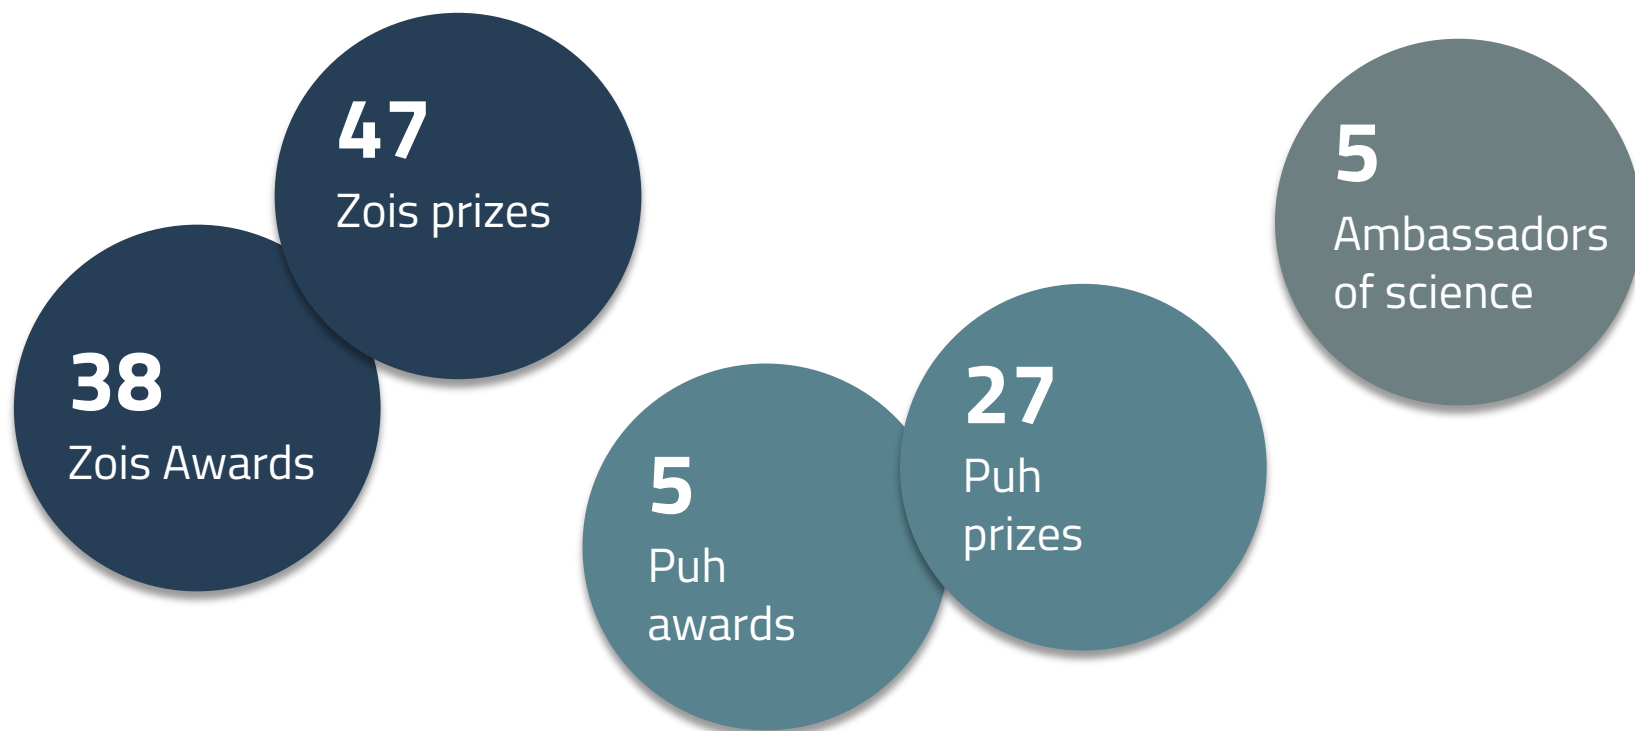 47
Zois prizes
38
Zois Awards
5
Puh
awards
27
Puh
prizes
5
Ambassadors
of science